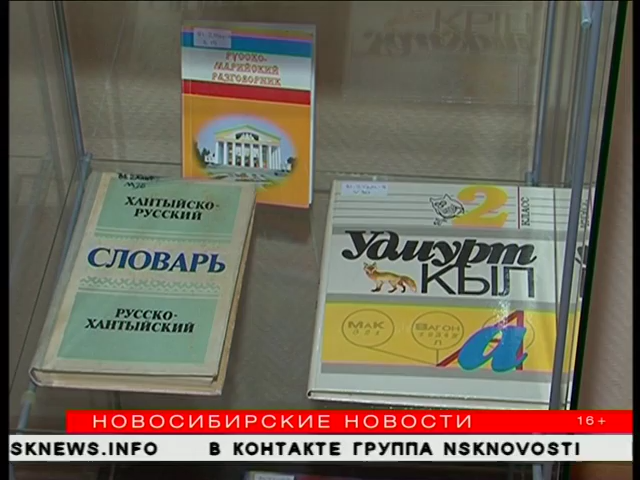 РУССКО-
МАРИЙСКИЙ
РАЗГОВОРНИК
ХАНТЫЙСКО-
РУССКИЙ
СЛОВАРЬ
РУССКО-
ХАНТЫЙСКИЙ
2
КЛАСС
Удмурт
КЫЛ
МАК
ВАГОН
а
НОВОСИБИРСКИЕ НОВОСТИ
16+
SKNEWS.INFO В КОНТАКТЕ ГРУППА NSKNOVOSTI